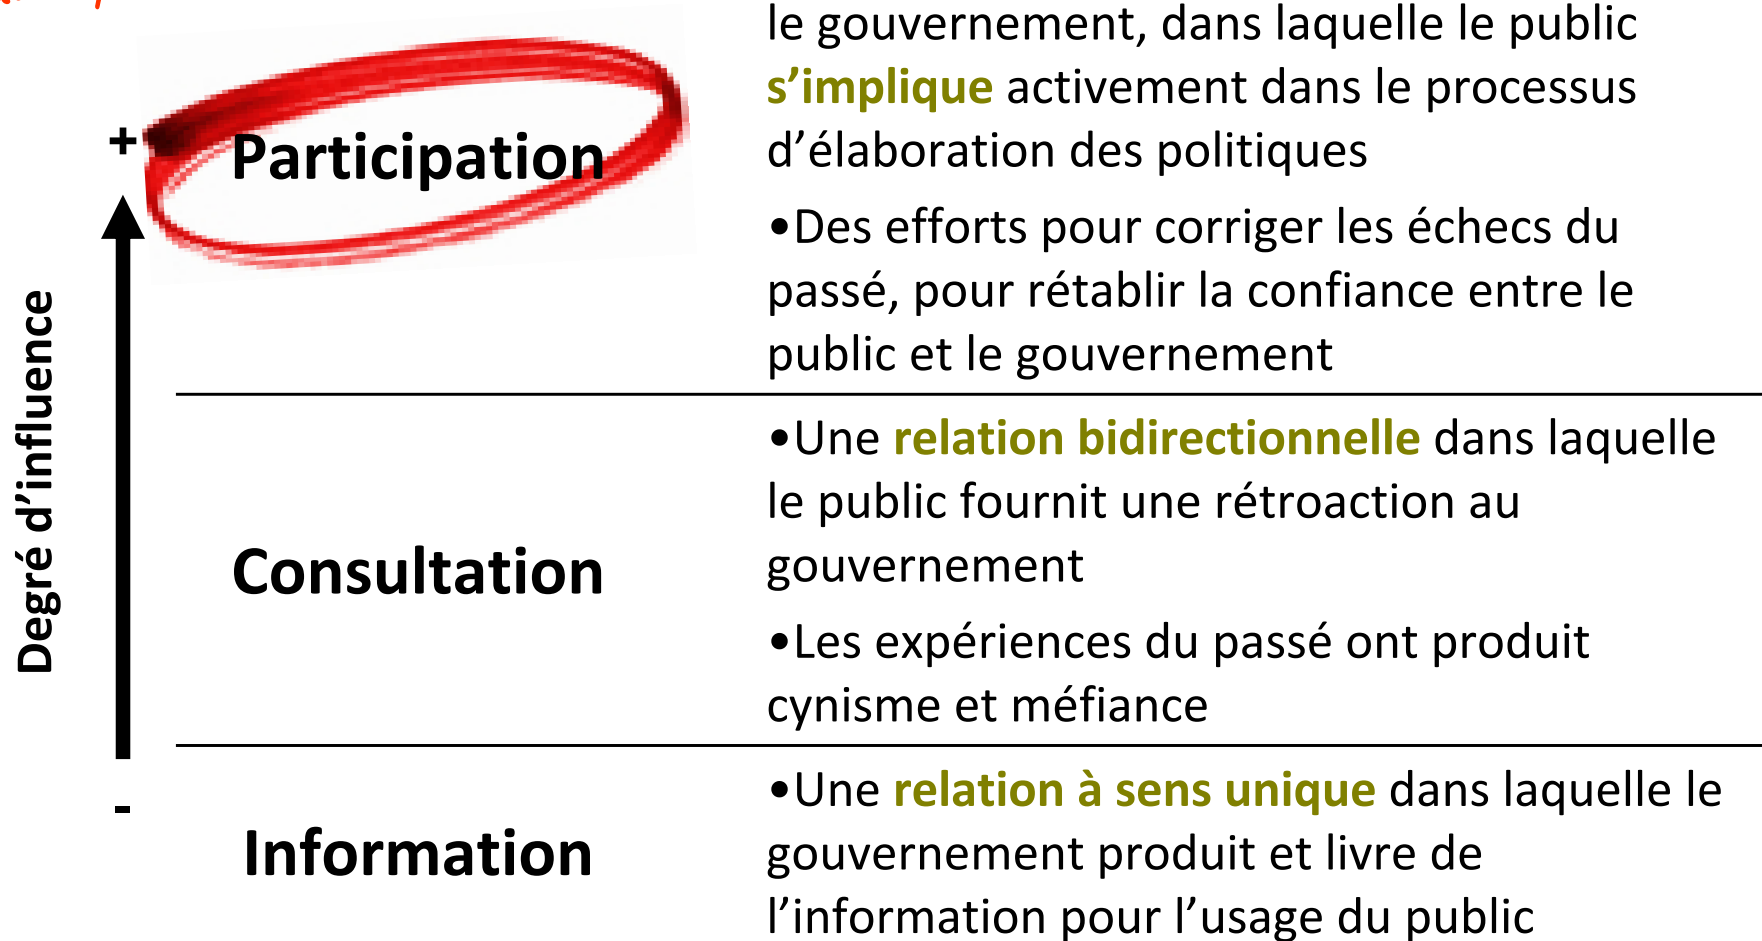 le gouvernement, dans laquelle le public
s’implique activement dans le processus
d’élaboration des politiques
+
Participation
•Des efforts pour corriger les échecs du
passé, pour rétablir la confiance entre le
public et le gouvernement
Degré d’influence
•Une relation bidirectionnelle dans laquelle
le public fournit une rétroaction au
gouvernement
Consultation
•Les expériences du passé ont produit
cynisme et méfiance
-
Information
•Une relation à sens unique dans laquelle le
gouvernement produit et livre de
l’information pour l’usage du public